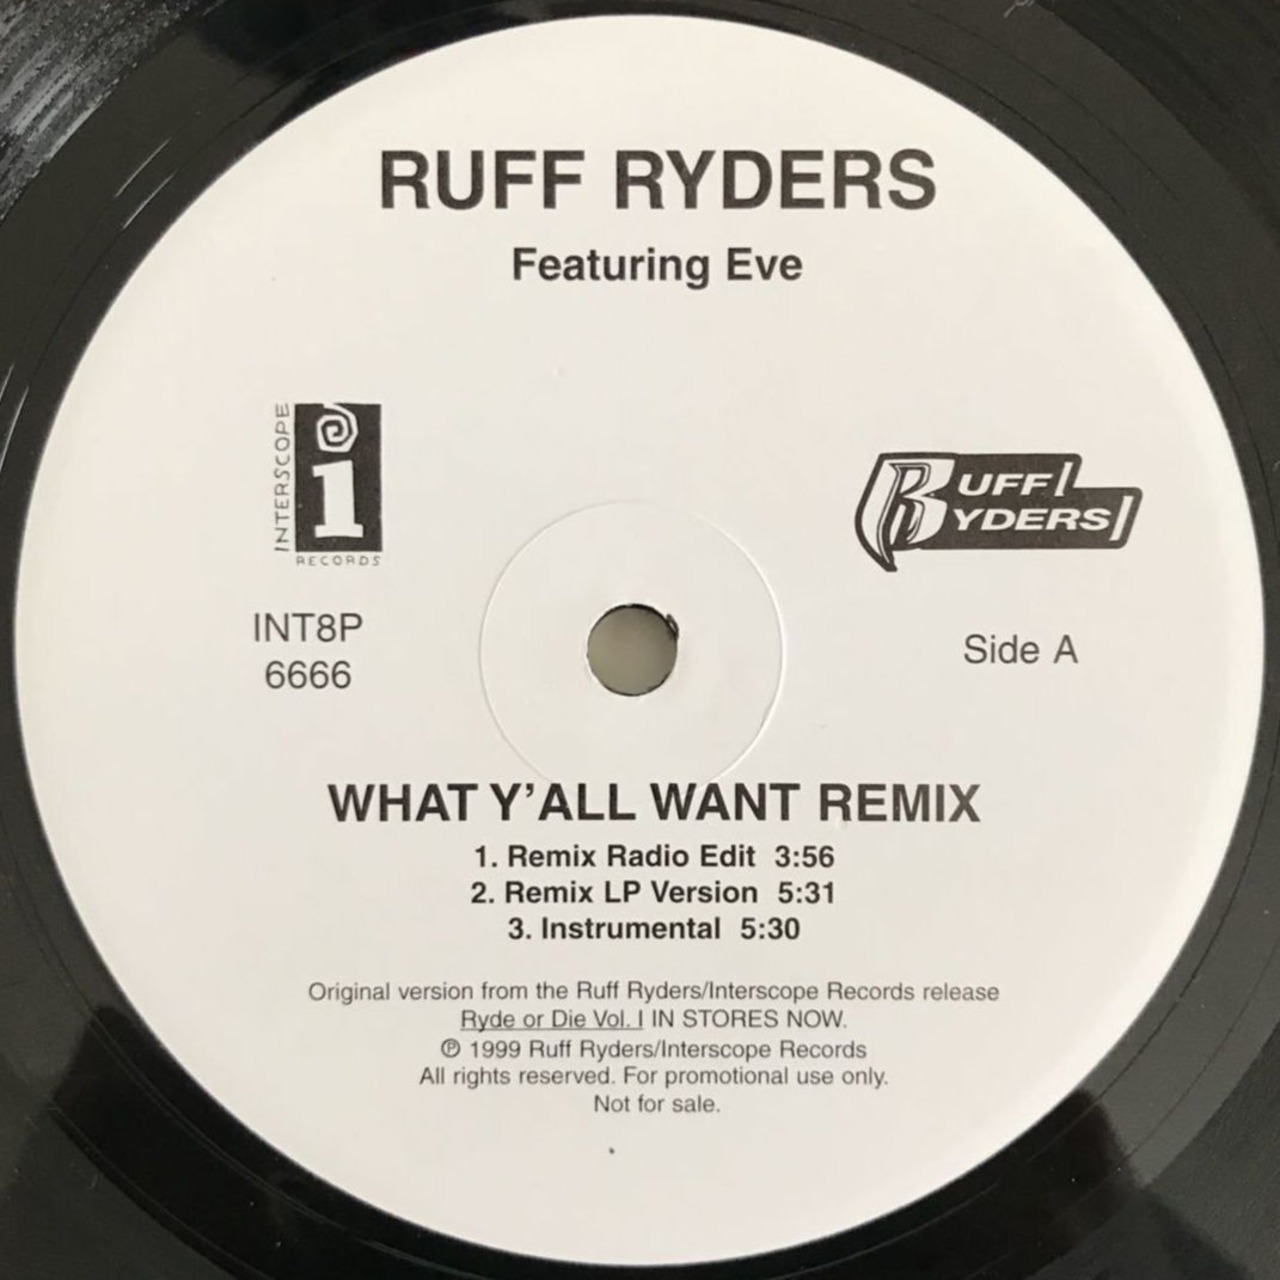 RUFF RYDERS
Featuring Eve
INTERSCOPE
i
RECORDS
RUFF
RYDERS
INT8P
6666
Side A
WHAT Y'ALL WANT REMIX
1. Remix Radio Edit 3:56
2. Remix LP Version 5:31
3. Instrumental 5:30
Original version from the Ruff Ryders/Interscope Records release
Ryde or Die Vol. I IN STORES NOW.
℗ 1999 Ruff Ryders/Interscope Records
All rights reserved. For promotional use only.
Not for sale.